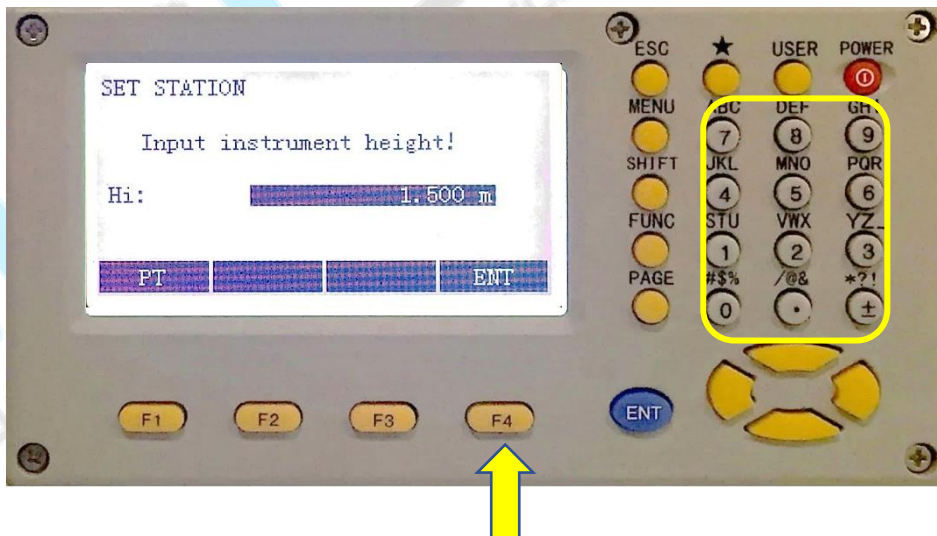 ESC ★ USER POWER
SET STATION
MENU ABC DEF GHI
Input instrument height!
7 8 9
SHIFT JKL MNO PQR
Hi: 1.500 m
4 5 6
FUNC STU VWX YZ_
1 2 3
PT ENT
PAGE #$% /@& *?!
0 • ±
F1 F2 F3 F4 ENT